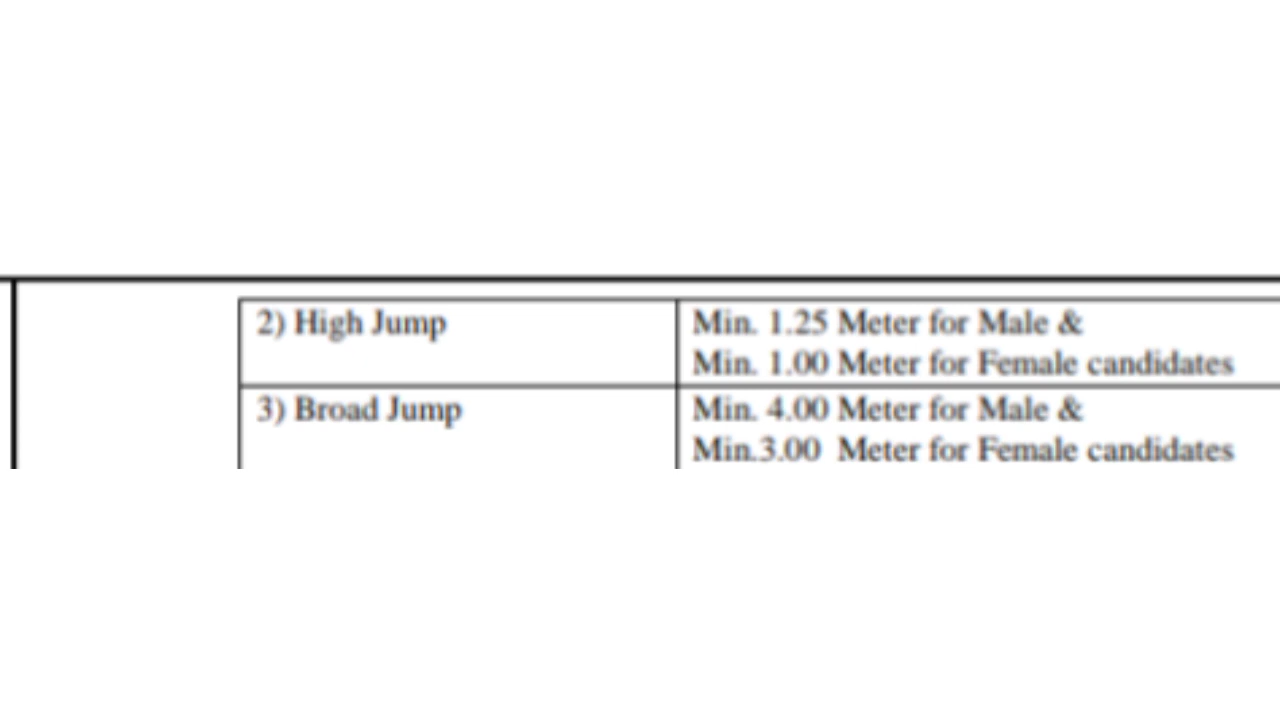 2) High Jump
Min. 1.25 Meter for Male &
Min. 1.00 Meter for Female candidates
3) Broad Jump
Min. 4.00 Meter for Male &
Min.3.00  Meter for Female candidates